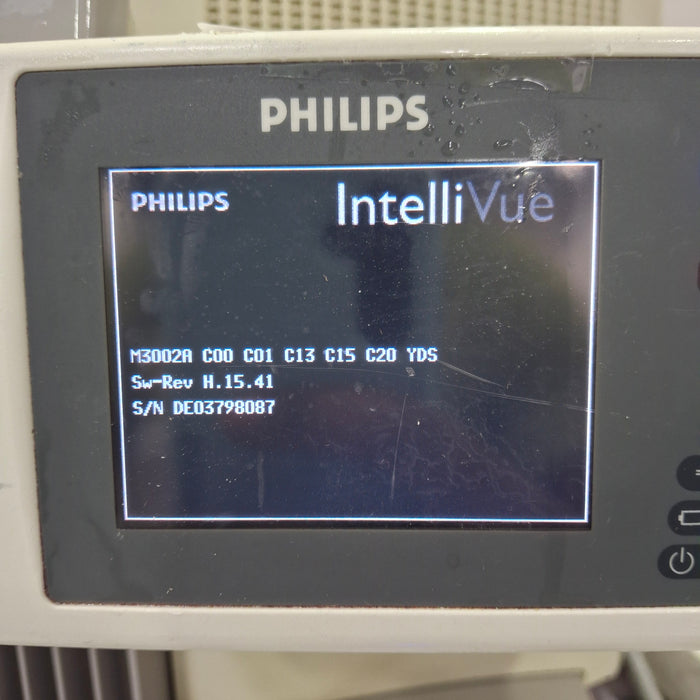 PHILIPS
PHILIPS IntelliVue
M3002A C00 C01 C13 C15 C20 YDS
Sw-Rev H.15.41
S/N DE03798087